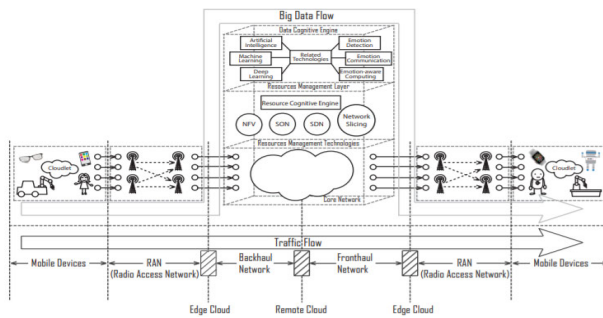 Big Data Flow
Data Cognitive Engine
Artificial
Intelligence
Emotion
Detection
Machine
Learning
Related
Technologies
Emotion
Communication
Deep
Learning
Emotion-aware
Computing
Resources Management Layer
Resource Cognitive Engine
NFV
SON
SDN
Network
Slicing
Resources Management Technologies
Cloudlet
Cloudlet
Core Network
Traffic Flow
Mobile Devices
RAN
(Radio Access Network)
Backhaul
Network
Fronthaul
Network
RAN
(Radio Access Network)
Mobile Devices
Edge Cloud
Remote Cloud
Edge Cloud